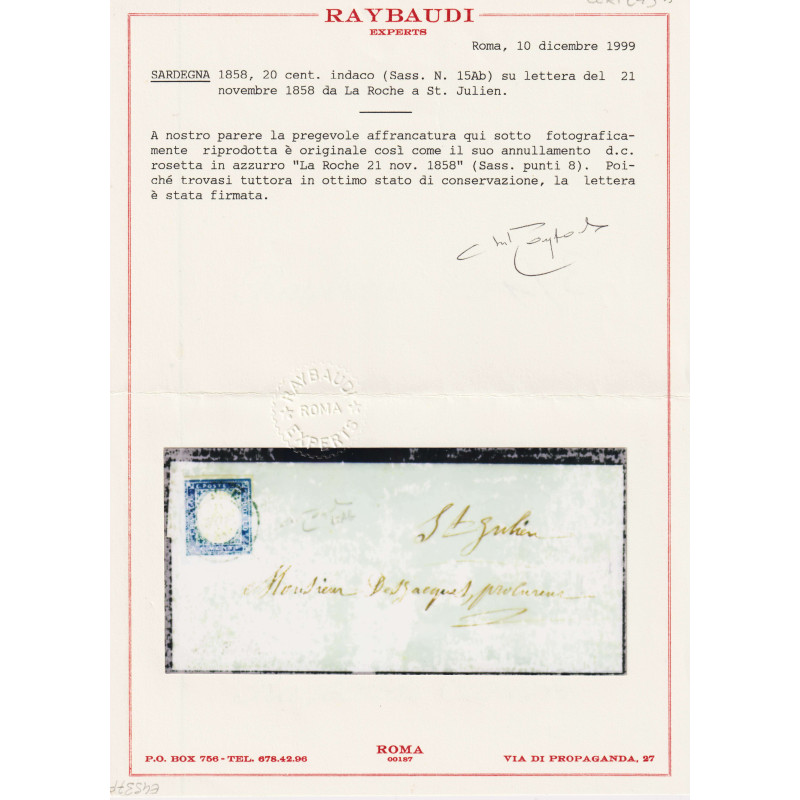 RAYBAUDI
EXPERTS
Roma, 10 dicembre 1999
SARDEGNA 1858, 20 cent. indaco (Sass. N. 15Ab) su lettera del 21
novembre 1858 da La Roche a St. Julien.
A nostro parere la pregevole affrancatura qui sotto fotografica-
mente riprodotta è originale così come il suo annullamento d.c.
rosetta in azzurro "La Roche 21 nov. 1858" (Sass. punti 8). Poi-
ché trovasi tuttora in ottimo stato di conservazione, la lettera
è stata firmata.
RAYBAUDI
ROMA
EXPERTS
St Julien
Monsieur procureur
ROMA
00187
P.O. BOX 756 - TEL. 678.42.96
VIA DI PROPAGANDA, 27